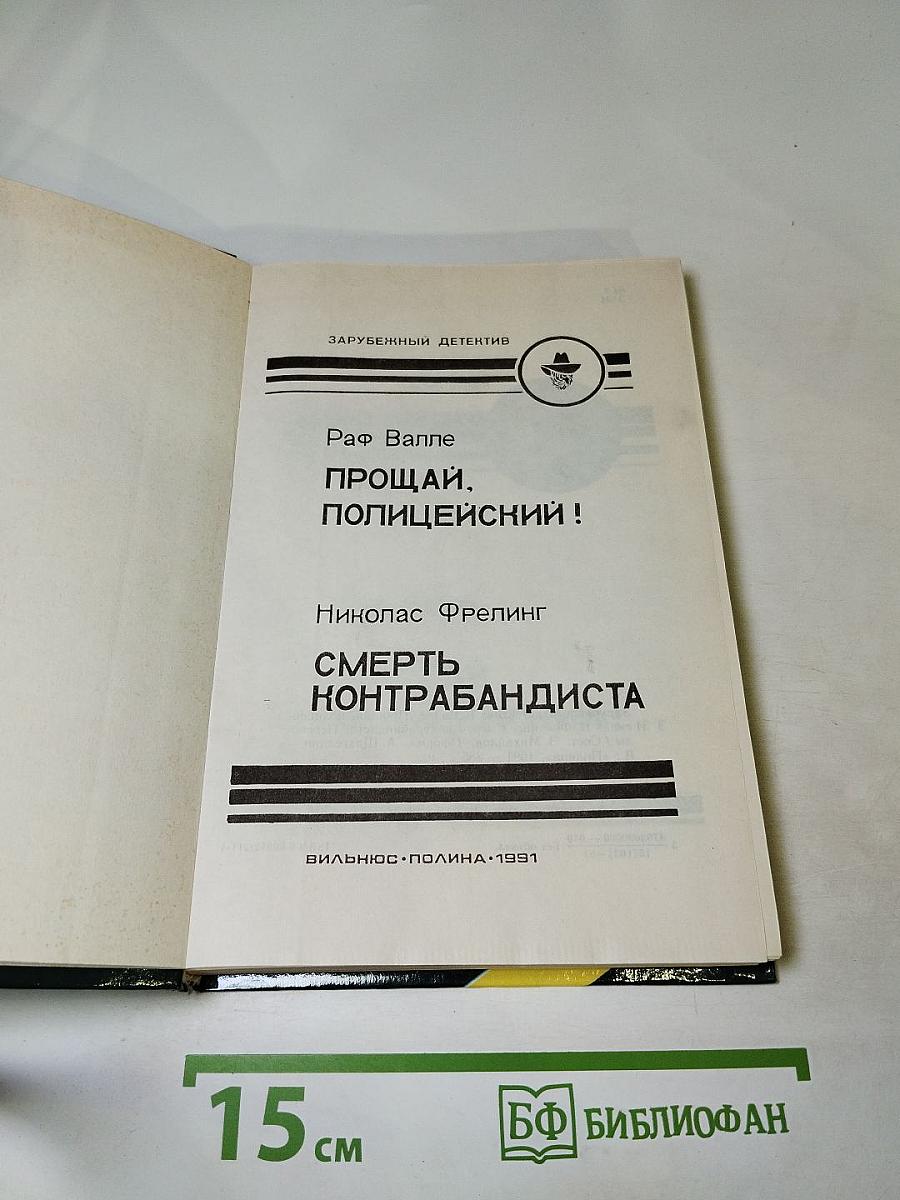 ЗАРУБЕЖНЫЙ ДЕТЕКТИВ
Раф Валле
ПРОЩАЙ,
ПОЛИЦЕЙСКИЙ!
Николас Фрелинг
СМЕРТЬ
КОНТРАБАНДИСТА
ВИЛЬНЮС•ПОЛИНА•1991
15 см
БФ БИБЛИОФАН